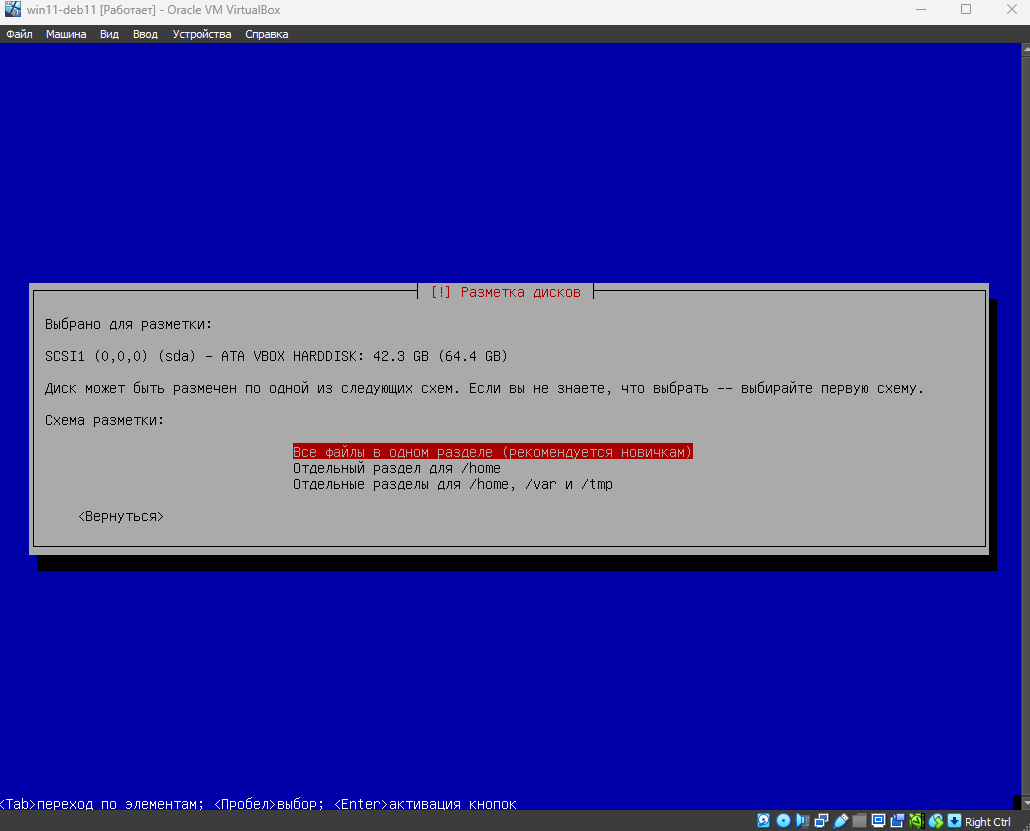 win11-deb11 [Работает] - Oracle VM VirtualBox
Файл Машина Вид Ввод Устройства Справка
[!] Разметка дисков
Выбрано для разметки:
SCSI1 (0,0,0) (sda) - ATA VBOX HARDDISK: 42.3 GB (64.4 GB)
Диск может быть размечен по одной из следующих схем. Если вы не знаете, что выбрать -- выбирайте первую схему.
Схема разметки:
Все файлы в одном разделе (рекомендуется новичкам)
Отдельный раздел для /home
Отдельные разделы для /home, /var и /tmp
<Вернуться>
<Tab>переход по элементам; <Пробел>выбор; <Enter>активация кнопок
Right Ctrl